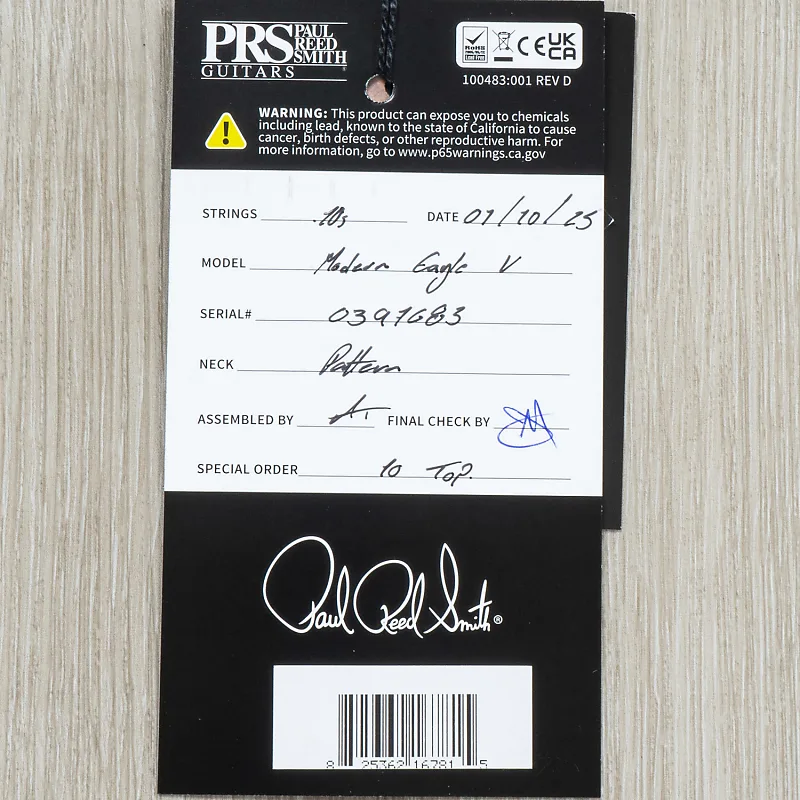 PRS PAUL REED SMITH
GUITARS
RoHS
CE UKCA
100483:001 REV D
WARNING: This product can expose you to chemicals
including lead, known to the state of California to cause
cancer, birth defects, or other reproductive harm. For
more information, go to www.p65warnings.ca.gov
STRINGS .10s DATE 07/10/25
MODEL Modern Eagle V
SERIAL# 0397683
NECK Pattern
ASSEMBLED BY FINAL CHECK BY
SPECIAL ORDER 10 Top.
Paul Reed Smith®
8 25362 16781 5